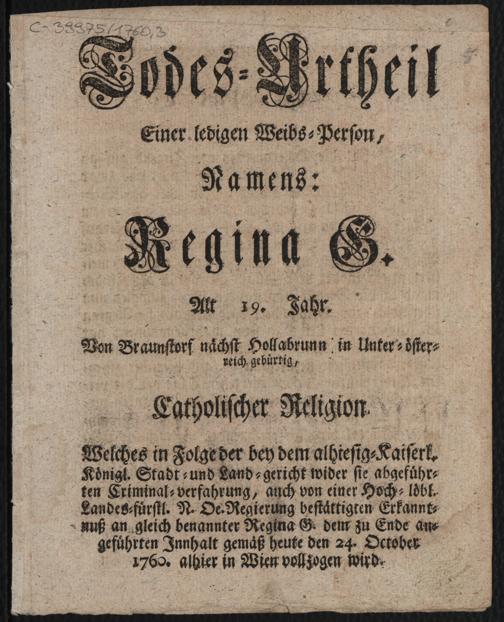 C-39975/1760,3
Todes-Urtheil
Einer ledigen Weibs-Person,
Namens:
Regina G.
Alt 19. Jahr.
Von Braunstorf nächst Hollabrunn in Unter-öster-
reich gebürtig,
Catholischer Religion.
Welches in Folge der bey dem alhiesig-Kaiserl.
Königl. Stadt-und Land-gericht wider sie abgeführ-
ten Criminal-verfahrung, auch von einer Hoch-löbl.
Landes-fürstl. N. Oe. Regierung bestättigten Erkannt-
nuß an gleich benannter Regina G. dem zu Ende an-
geführten Innhalt gemäß heute den 24. October
1760. alhier in Wien vollzogen wird.